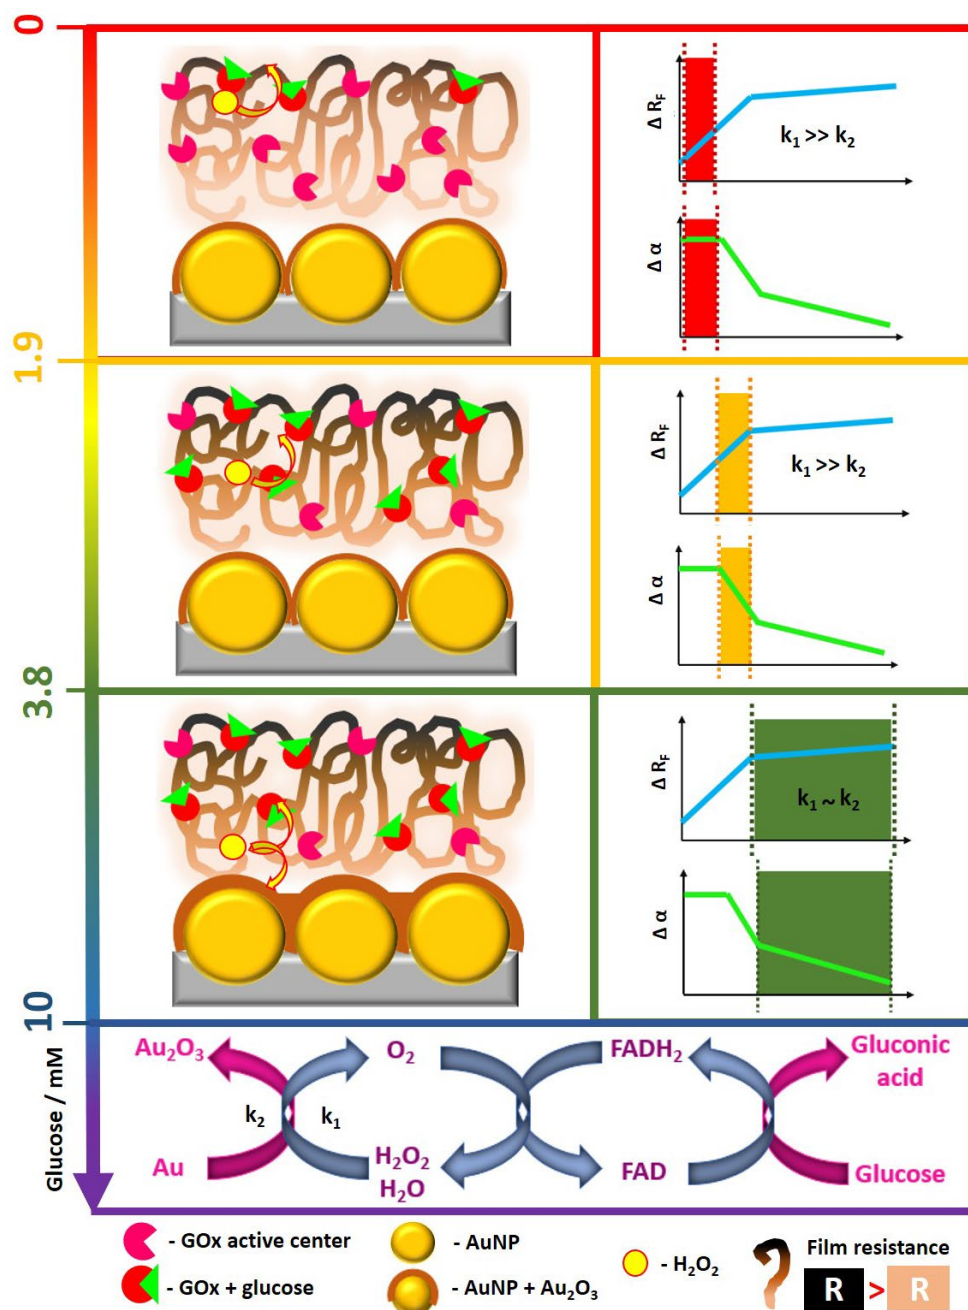 0
Δ R_F
k₁ >> k₂
Δ α
1.9
Δ R_F
k₁ >> k₂
Δ α
3.8
Δ R_F
k₁ ~ k₂
Δ α
10
Glucose / mM
Au₂O₃
O₂
FADH₂
Gluconic
acid
k₂
k₁
Au
H₂O₂
H₂O
FAD
Glucose
- GOx active center
- GOx + glucose
- AuNP
- AuNP + Au₂O₃
- H₂O₂
Film resistance
R > R